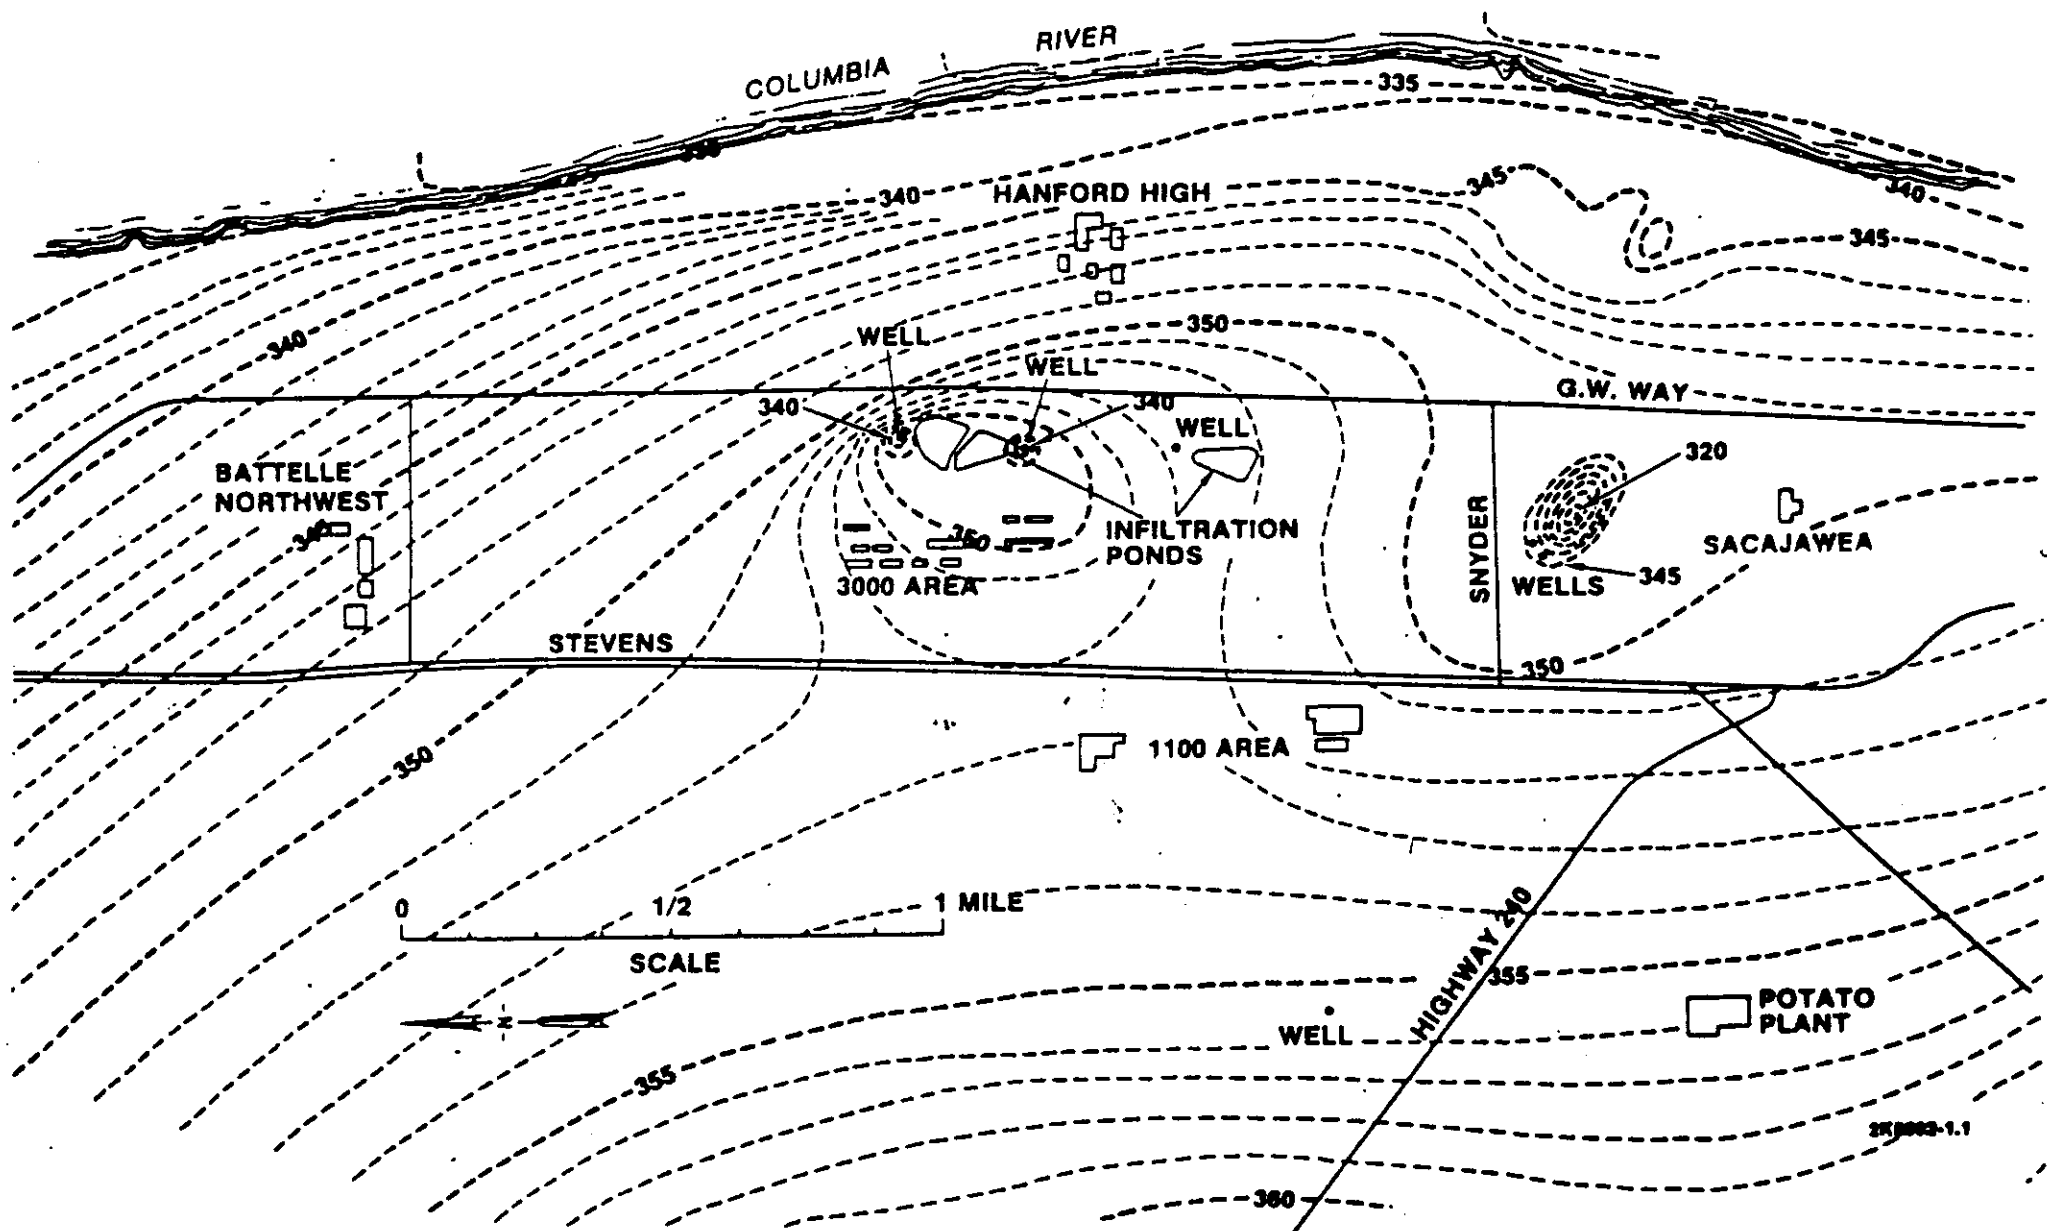 COLUMBIA
RIVER
335
340
HANFORD HIGH
345
340
345
340
WELL
350
WELL
G.W. WAY
340
340
WELL
BATTELLE
NORTHWEST
320
SNYDER
INFILTRATION
PONDS
SACAJAWEA
350
3000 AREA
WELLS
345
STEVENS
350
350
1100 AREA
0
1/2
1 MILE
SCALE
HIGHWAY 240
355
POTATO
PLANT
N
WELL
355
360